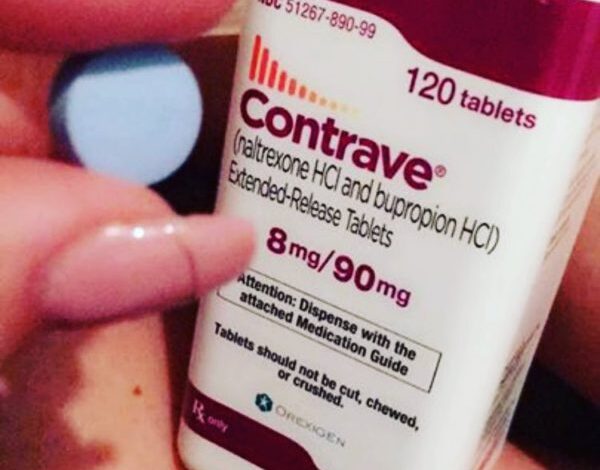 NDC 51267-890-99
120 tablets
Contrave®
(naltrexone HCl and bupropion HCl)
Extended-Release Tablets
8mg/90mg
Attention: Dispense with the
attached Medication Guide
Tablets should not be cut, chewed,
or crushed.
Rx only
OREXIGEN